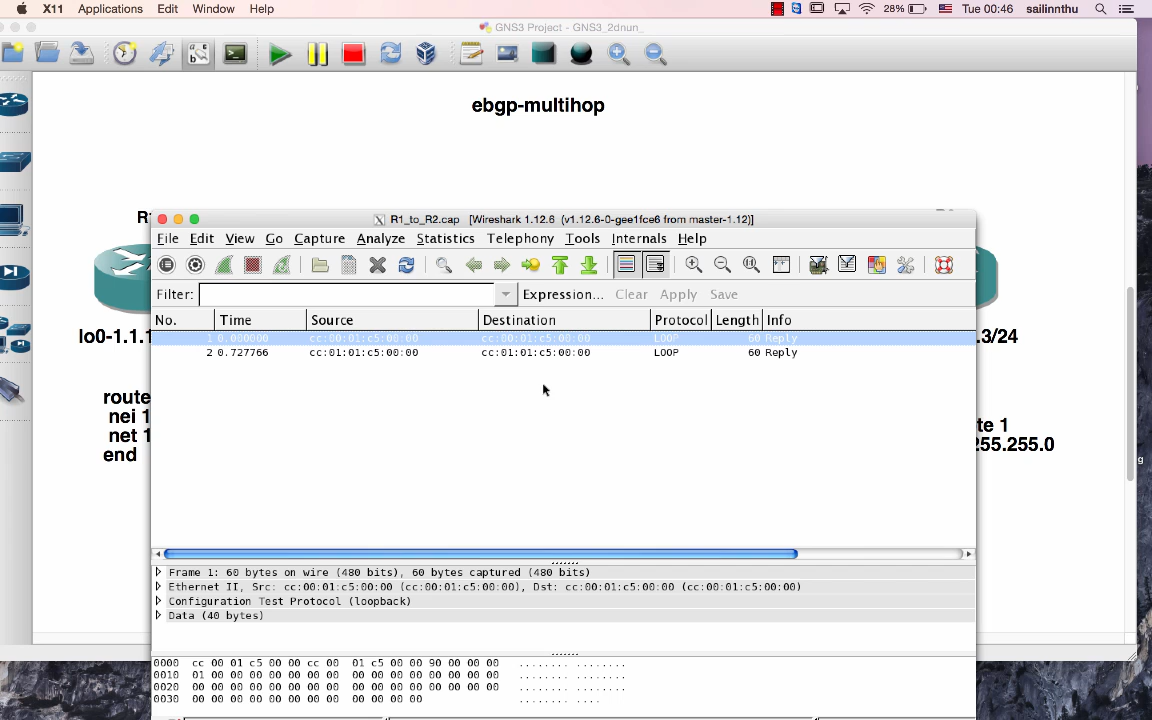 X11 Applications Edit Window Help 28% Tue 00:46 sailinnthu
GNS3 Project - GNS3_2dnun_
ebgp-multihop
lo0-1.1.1
.3/24
route
nei 1
net 1
end
te 1
255.255.0
g
R1_to_R2.cap [Wireshark 1.12.6 (v1.12.6-0-gee1fce6 from master-1.12)]
File Edit View Go Capture Analyze Statistics Telephony Tools Internals Help
Filter: Expression... Clear Apply Save
No. Time Source Destination Protocol Length Info
1 0.000000 cc:00:01:c5:00:00 cc:00:01:c5:00:00 LOOP 60 Reply
2 0.727766 cc:01:01:c5:00:00 cc:01:01:c5:00:00 LOOP 60 Reply
Frame 1: 60 bytes on wire (480 bits), 60 bytes captured (480 bits)
Ethernet II, Src: cc:00:01:c5:00:00 (cc:00:01:c5:00:00), Dst: cc:00:01:c5:00:00 (cc:00:01:c5:00:00)
Configuration Test Protocol (loopback)
Data (40 bytes)
0000 cc 00 01 c5 00 00 cc 00 01 c5 00 00 90 00 00 00 ........ ........
0010 01 00 00 00 00 00 00 00 00 00 00 00 00 00 00 00 ........ ........
0020 00 00 00 00 00 00 00 00 00 00 00 00 00 00 00 00 ........ ........
0030 00 00 00 00 00 00 00 00 00 00 00 00 ........ ....